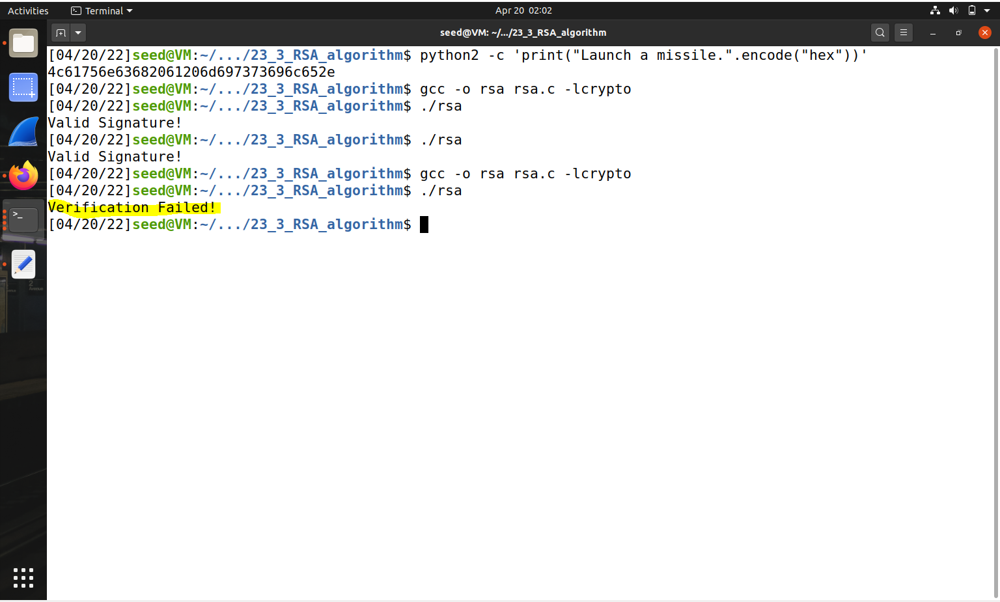 Activities Terminal Apr 20 02:02
seed@VM: ~/.../23_3_RSA_algorithm
[04/20/22]seed@VM:~/.../23_3_RSA_algorithm$ python2 -c 'print("Launch a missile.".encode("hex"))'
4c61756e63682061206d697373696c652e
[04/20/22]seed@VM:~/.../23_3_RSA_algorithm$ gcc -o rsa rsa.c -lcrypto
[04/20/22]seed@VM:~/.../23_3_RSA_algorithm$ ./rsa
Valid Signature!
[04/20/22]seed@VM:~/.../23_3_RSA_algorithm$ ./rsa
Valid Signature!
[04/20/22]seed@VM:~/.../23_3_RSA_algorithm$ gcc -o rsa rsa.c -lcrypto
[04/20/22]seed@VM:~/.../23_3_RSA_algorithm$ ./rsa
Verification Failed!
[04/20/22]seed@VM:~/.../23_3_RSA_algorithm$